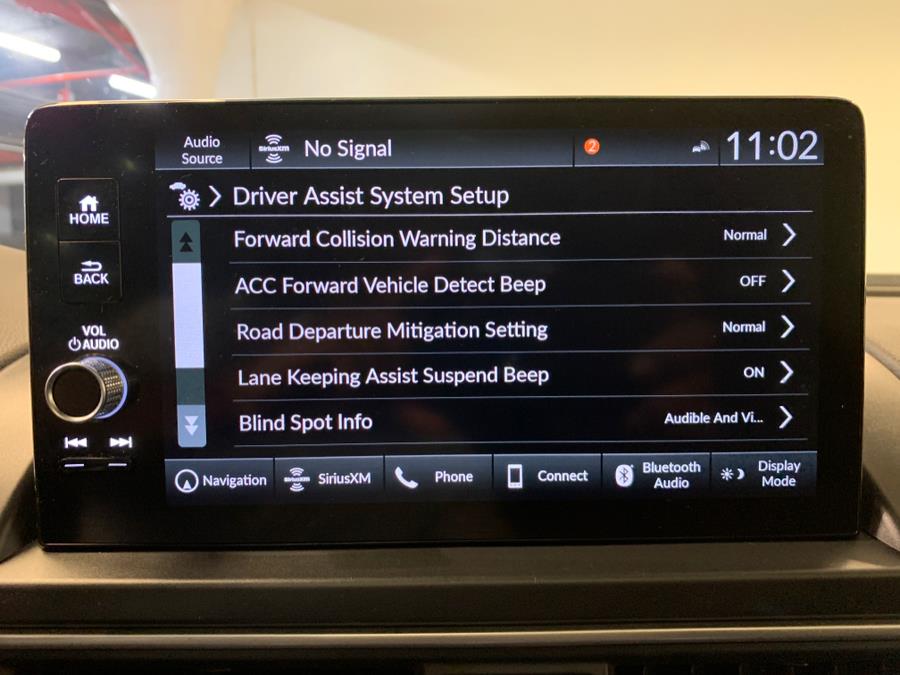 Audio
Source
SiriusXM
No Signal
2
11:02
Driver Assist System Setup
HOME
BACK
VOL
AUDIO
Forward Collision Warning Distance Normal
ACC Forward Vehicle Detect Beep OFF
Road Departure Mitigation Setting Normal
Lane Keeping Assist Suspend Beep ON
Blind Spot Info Audible And Vi...
Navigation
SiriusXM
SiriusXM
Phone
Connect
Bluetooth
Audio
Display
Mode